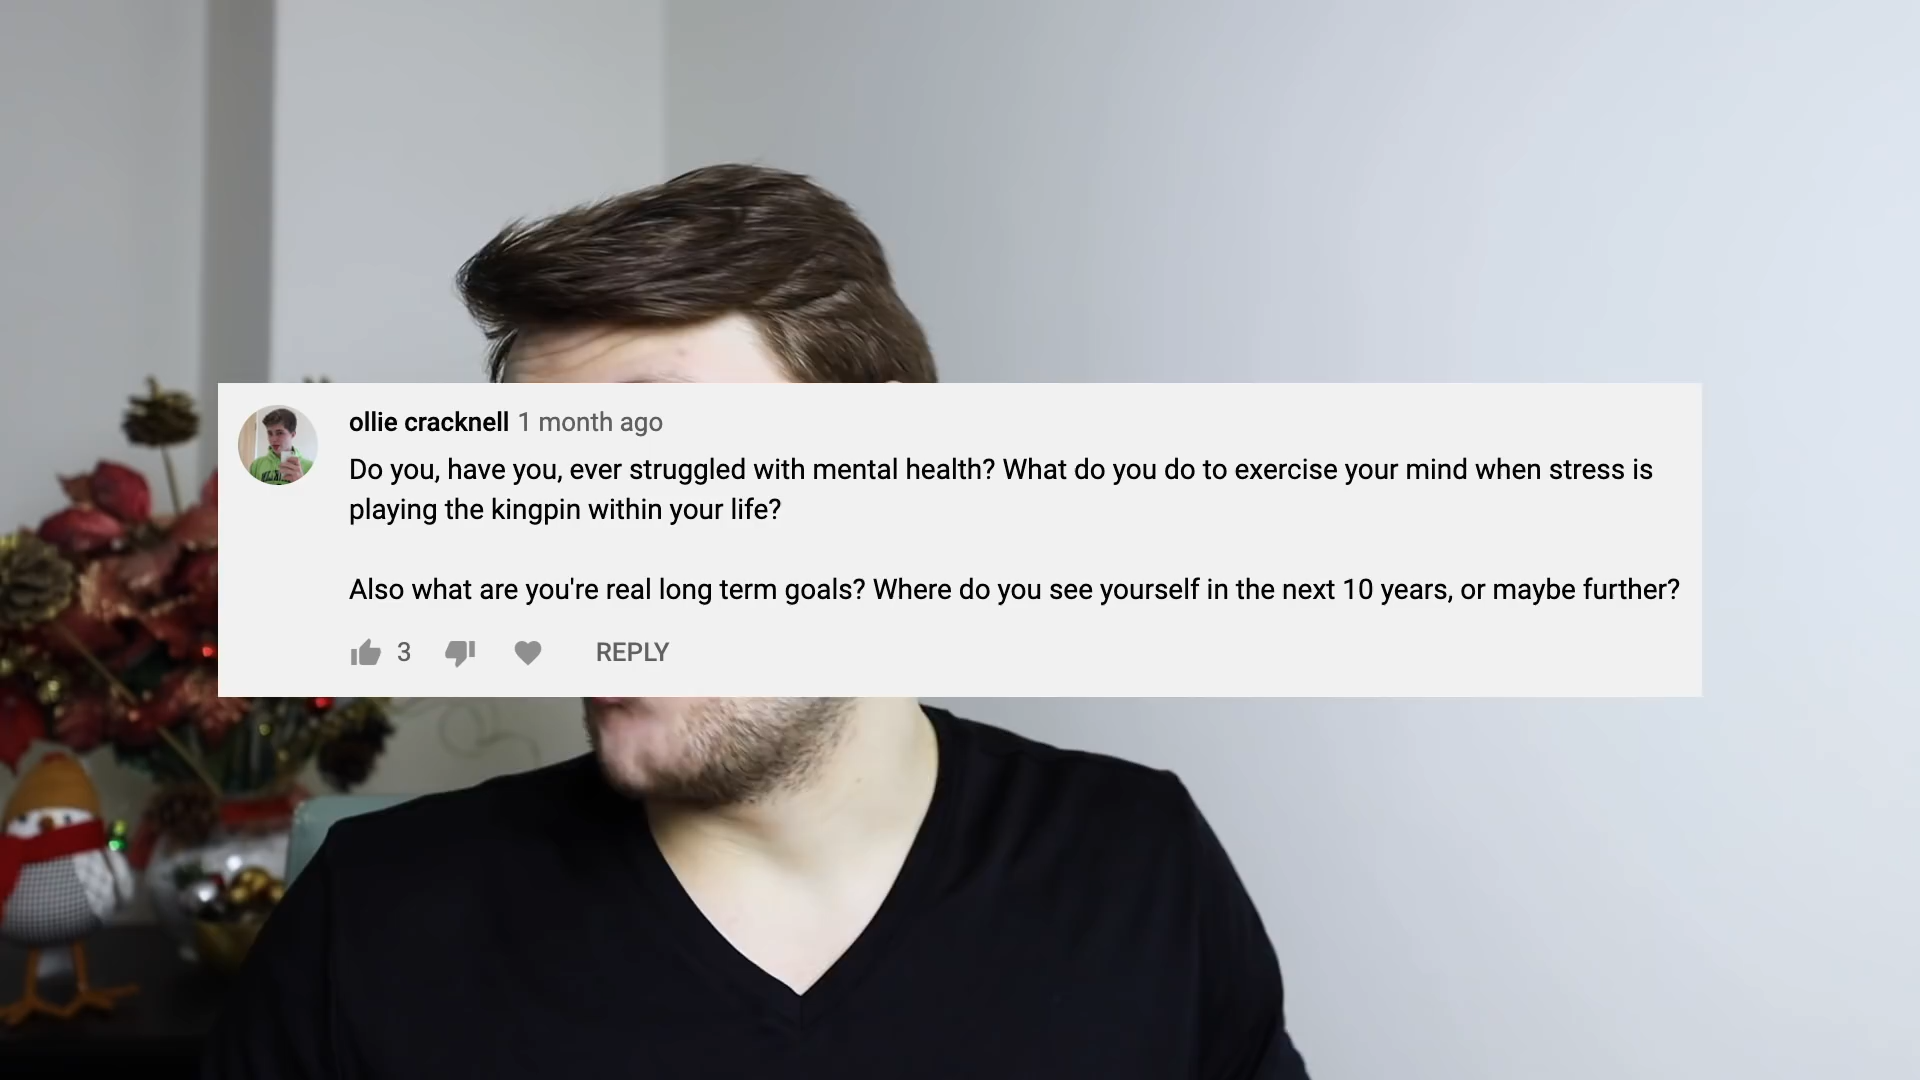 ollie cracknell 1 month ago
Do you, have you, ever struggled with mental health? What do you do to exercise your mind when stress is
playing the kingpin within your life?
Also what are you're real long term goals? Where do you see yourself in the next 10 years, or maybe further?
3 REPLY